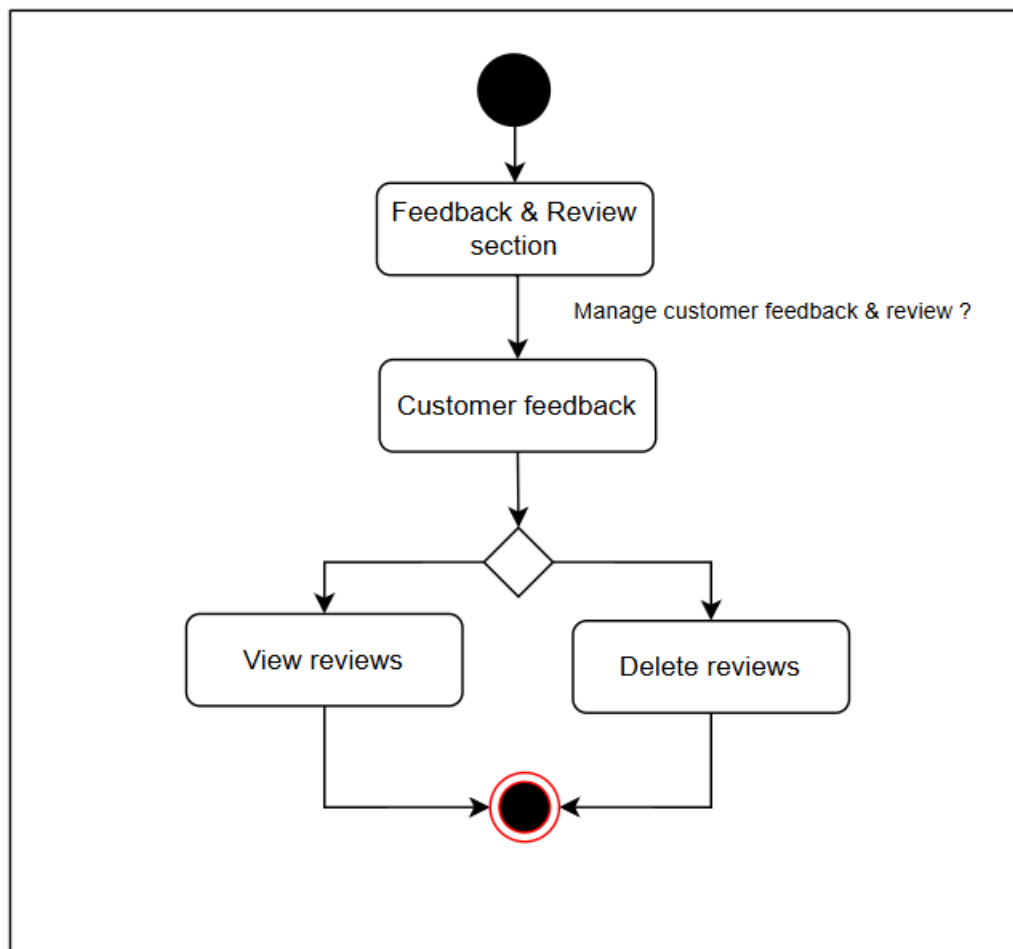 Feedback & Review
section
Manage customer feedback & review ?
Customer feedback
View reviews
Delete reviews